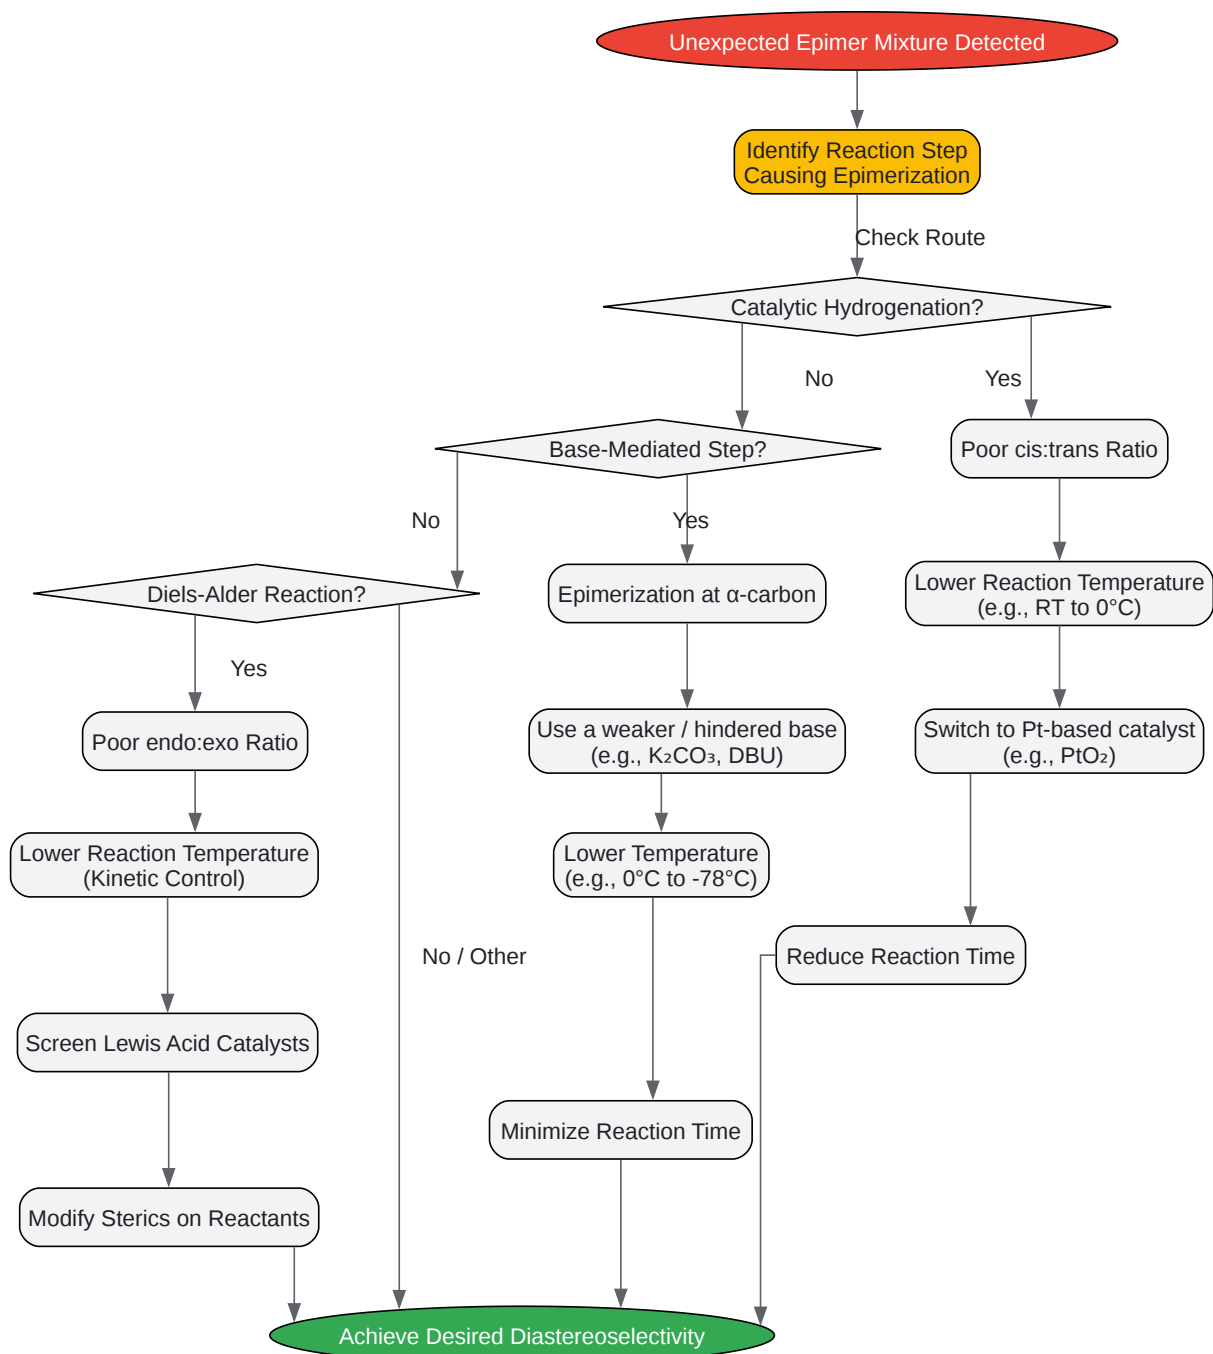 Unexpected Epimer Mixture Detected
Identify Reaction Step
Causing Epimerization
Check Route
Catalytic Hydrogenation?
No
Yes
Base-Mediated Step?
Poor cis:trans Ratio
No
Yes
Diels-Alder Reaction?
Epimerization at α-carbon
Lower Reaction Temperature
(e.g., RT to 0°C)
Yes
Poor endo:exo Ratio
Use a weaker / hindered base
(e.g., K₂CO₃, DBU)
Switch to Pt-based catalyst
(e.g., PtO₂)
Lower Reaction Temperature
(Kinetic Control)
Lower Temperature
(e.g., 0°C to -78°C)
No / Other
Reduce Reaction Time
Screen Lewis Acid Catalysts
Minimize Reaction Time
Modify Sterics on Reactants
Achieve Desired Diastereoselectivity